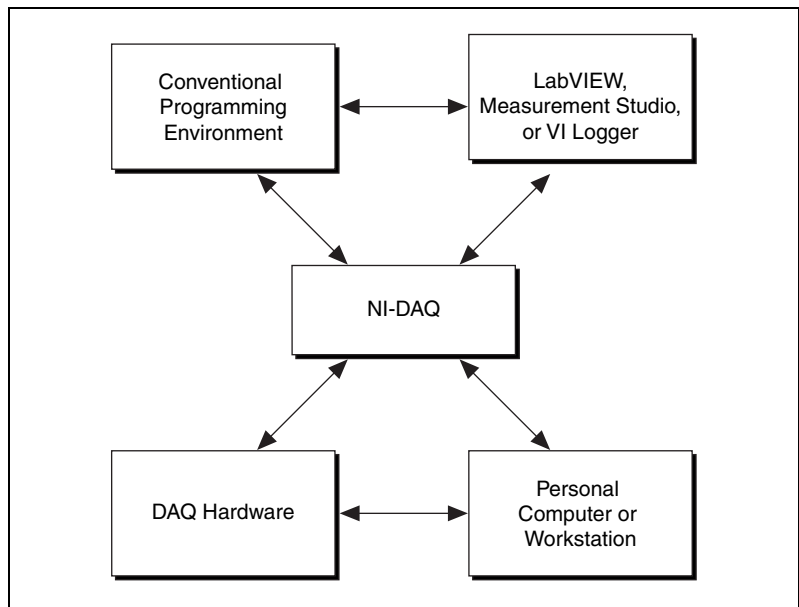 Conventional
Programming
Environment
LabVIEW,
Measurement Studio,
or VI Logger
NI-DAQ
DAQ Hardware
Personal
Computer or
Workstation